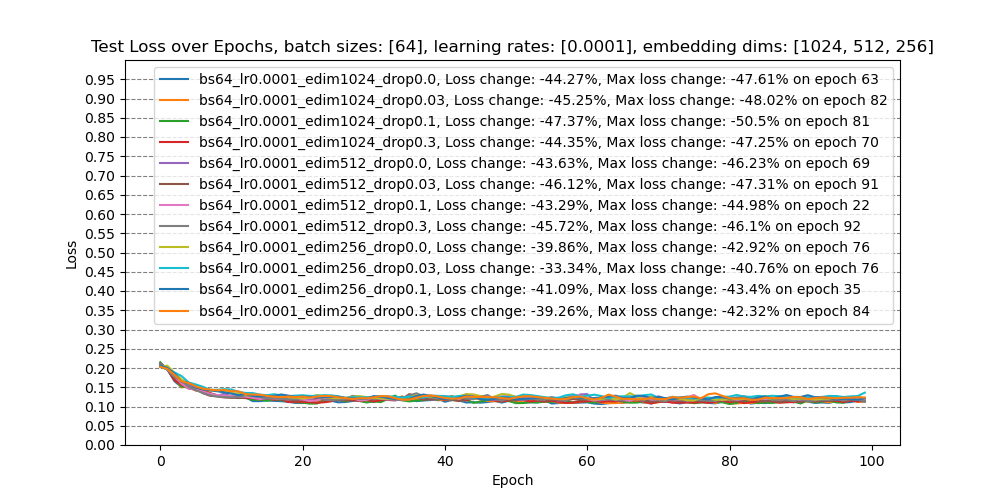 Test Loss over Epochs, batch sizes: [64], learning rates: [0.0001], embedding dims: [1024, 512, 256]
bs64_lr0.0001_edim1024_drop0.0, Loss change: -44.27%, Max loss change: -47.61% on epoch 63
bs64_lr0.0001_edim1024_drop0.03, Loss change: -45.25%, Max loss change: -48.02% on epoch 82
bs64_lr0.0001_edim1024_drop0.1, Loss change: -47.37%, Max loss change: -50.5% on epoch 81
bs64_lr0.0001_edim1024_drop0.3, Loss change: -44.35%, Max loss change: -47.25% on epoch 70
bs64_lr0.0001_edim512_drop0.0, Loss change: -43.63%, Max loss change: -46.23% on epoch 69
bs64_lr0.0001_edim512_drop0.03, Loss change: -46.12%, Max loss change: -47.31% on epoch 91
bs64_lr0.0001_edim512_drop0.1, Loss change: -43.29%, Max loss change: -44.98% on epoch 22
bs64_lr0.0001_edim512_drop0.3, Loss change: -45.72%, Max loss change: -46.1% on epoch 92
bs64_lr0.0001_edim256_drop0.0, Loss change: -39.86%, Max loss change: -42.92% on epoch 76
bs64_lr0.0001_edim256_drop0.03, Loss change: -33.34%, Max loss change: -40.76% on epoch 76
bs64_lr0.0001_edim256_drop0.1, Loss change: -41.09%, Max loss change: -43.4% on epoch 35
bs64_lr0.0001_edim256_drop0.3, Loss change: -39.26%, Max loss change: -42.32% on epoch 84
Loss
0.95
0.90
0.85
0.80
0.75
0.70
0.65
0.60
0.55
0.50
0.45
0.40
0.35
0.30
0.25
0.20
0.15
0.10
0.05
0.00
0 20 40 60 80 100
Epoch